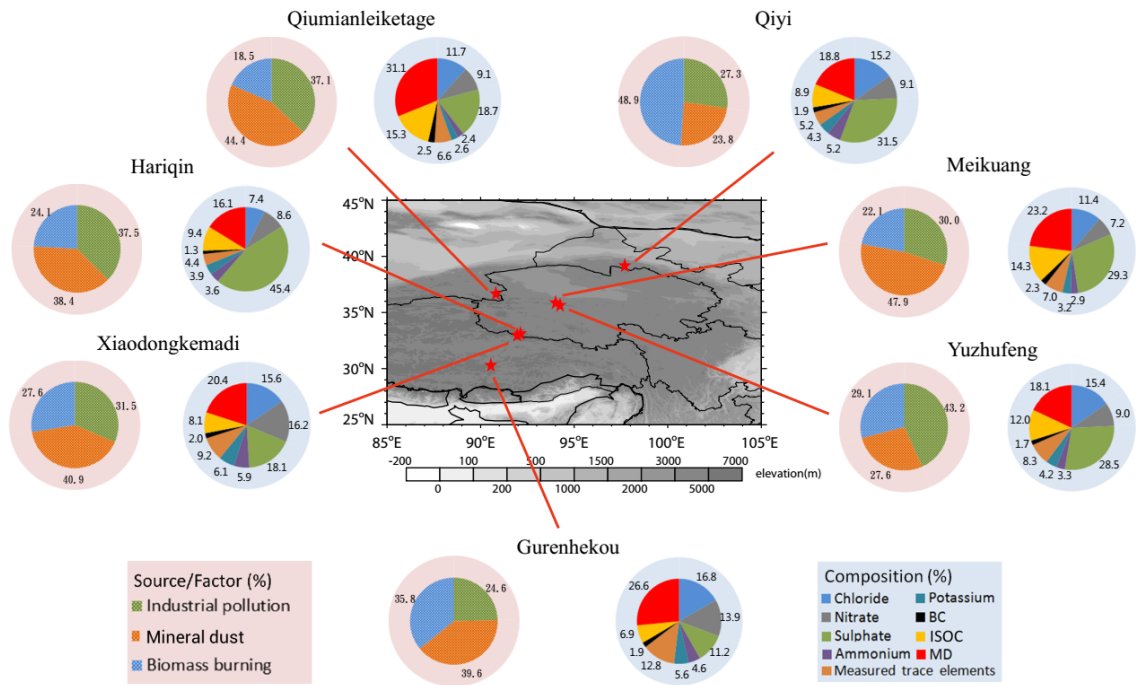 Qiumianleiketage
18.5
37.1
44.4
11.7
9.1
18.7
2.4
2.6
6.6
2.5
15.3
31.1
Qiyi
48.9
27.3
23.8
15.2
9.1
31.5
5.2
4.3
5.2
1.9
8.9
18.8
Hariqin
24.1
37.5
38.4
7.4
8.6
45.4
3.6
3.9
4.4
1.3
9.4
16.1
Meikuang
22.1
30.0
47.9
11.4
7.2
29.3
2.9
3.2
7.0
2.3
14.3
23.2
45°N
40°N
35°N
30°N
25°N
85°E
90°E
95°E
100°E
105°E
-200
100
500
1500
3000
7000
0
200
1000
2000
5000
elevation(m)
Xiaodongkemadi
27.6
31.5
40.9
15.6
16.2
18.1
5.9
6.1
9.2
2.0
8.1
20.4
Yuzhufeng
29.1
43.2
27.6
15.4
9.0
28.5
3.3
4.2
8.3
1.7
12.0
18.1
Gurenhekou
35.8
24.6
39.6
16.8
13.9
11.2
4.6
5.6
12.8
1.9
6.9
26.6
Source/Factor (%)
Industrial pollution
Mineral dust
Biomass burning
Composition (%)
Chloride
Potassium
Nitrate
BC
Sulphate
ISOC
Ammonium
MD
Measured trace elements